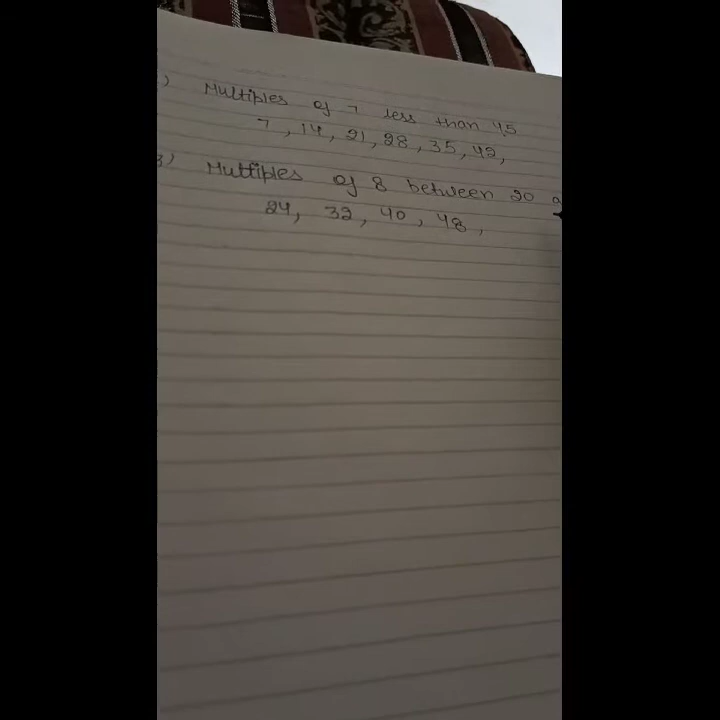 ) Multiples of 7 less than 45
7, 14, 21, 28, 35, 42,
3) Multiples of 8 between 20
24, 32, 40, 48,